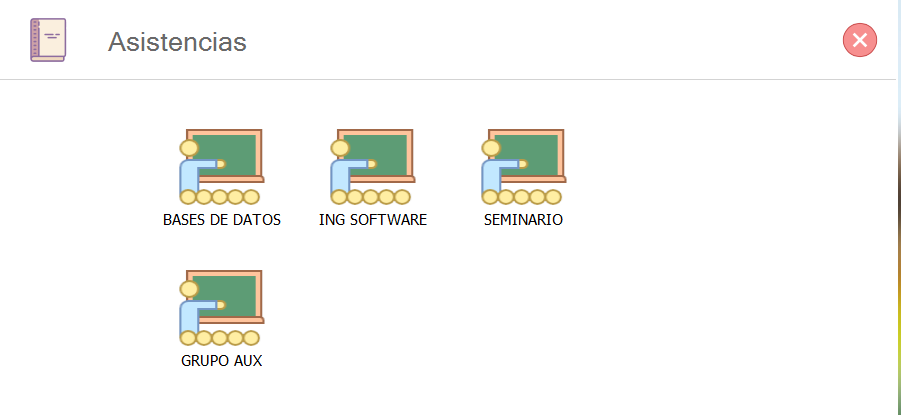 Asistencias
BASES DE DATOS
ING SOFTWARE
SEMINARIO
GRUPO AUX